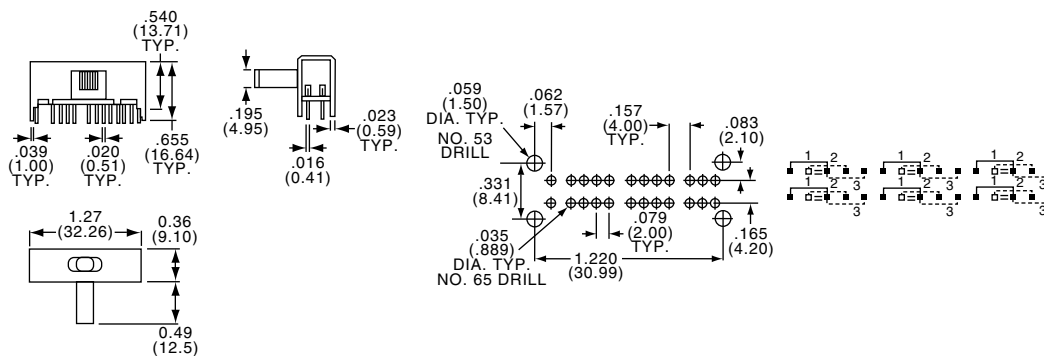 .540
(13.71)
TYP.
.039
(1.00)
TYP.
.020
(0.51)
TYP.
.655
(16.64)
TYP.
.195
(4.95)
.016
(0.41)
.023
(0.59)
TYP.
1.27
(32.26)
0.36
(9.10)
0.49
(12.5)
.059
(1.50)
DIA. TYP.
NO. 53
DRILL
.062
(1.57)
.157
(4.00)
TYP.
.083
(2.10)
.331
(8.41)
.035
(.889)
DIA. TYP.
NO. 65 DRILL
.079
(2.00)
TYP.
.165
(4.20)
1.220
(30.99)
1 2 3
1 2 3
1 2 3
1 2 3
1 2 3
1 2 3